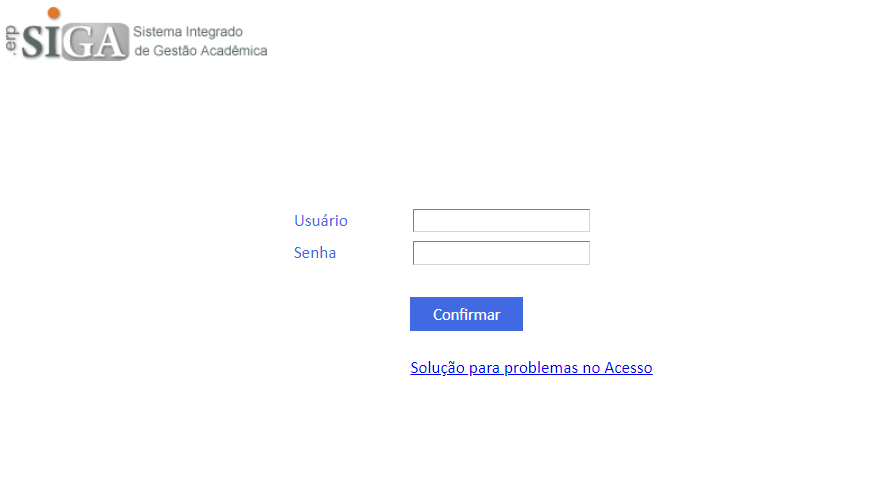 .erp
SIGA
Sistema Integrado
de Gestão Acadêmica
Usuário
Senha
Confirmar
Solução para problemas no Acesso